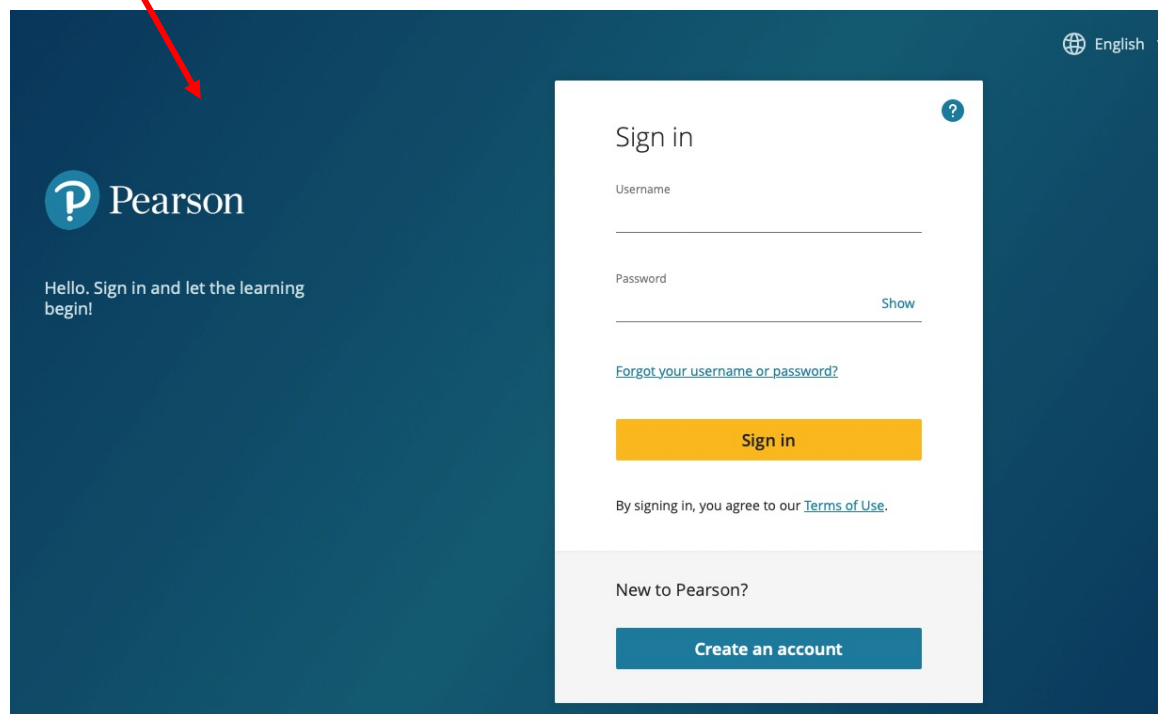 English
Pearson
Hello. Sign in and let the learning
begin!
?
Sign in
Username
Password
Show
Forgot your username or password?
Sign in
By signing in, you agree to our Terms of Use.
New to Pearson?
Create an account